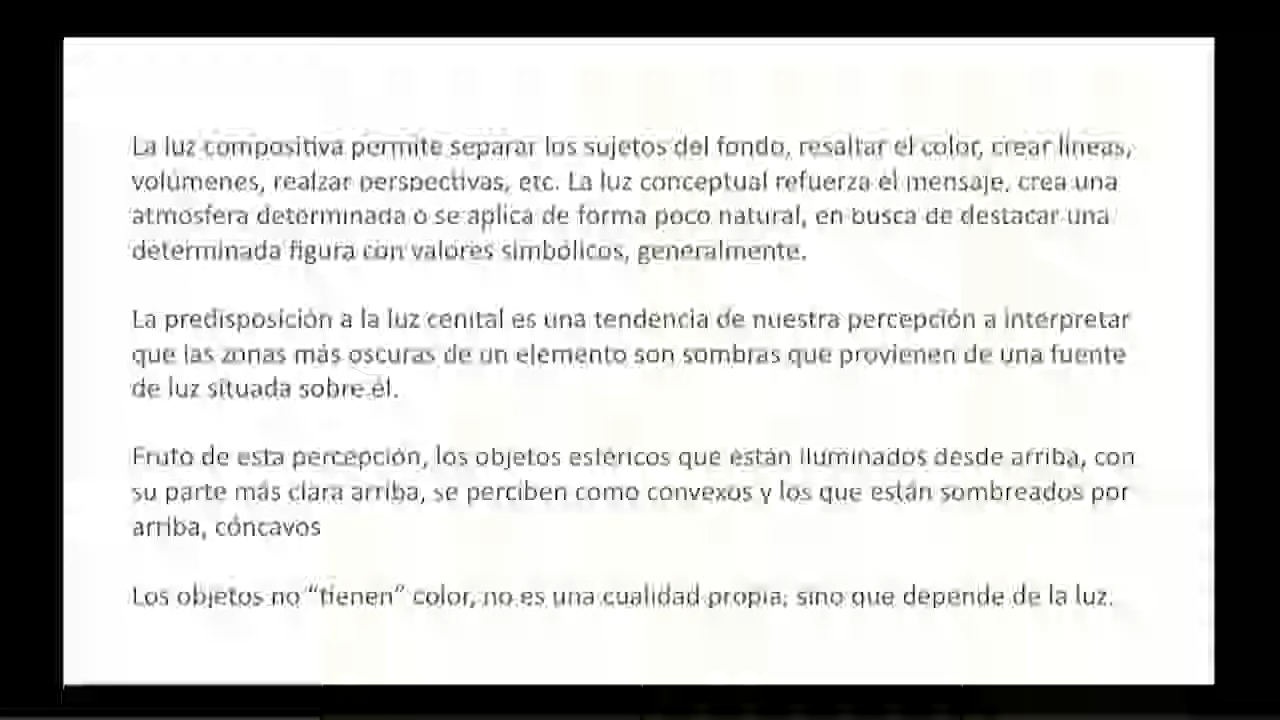 La luz compositiva permite separar los sujetos del fondo, resaltar el color, crear líneas,
volúmenes, realzar perspectivas, etc. La luz conceptual refuerza el mensaje, crea una
atmósfera determinada o se aplica de forma poco natural, en busca de destacar una
determinada figura con valores simbólicos, generalmente.
La predisposición a la luz cenital es una tendencia de nuestra percepción a interpretar
que las zonas más oscuras de un elemento son sombras que provienen de una fuente
de luz situada sobre él.
Fruto de esta percepción, los objetos esféricos que están iluminados desde arriba, con
su parte más clara arriba, se perciben como convexos y los que están sombreados por
arriba, cóncavos
Los objetos no “tienen” color, no es una cualidad propia; sino que depende de la luz.